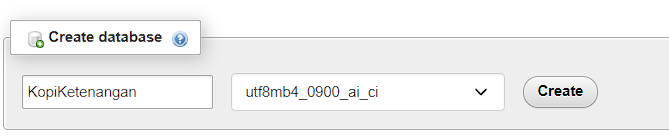 Create database
KopiKetenangan
utf8mb4_0900_ai_ci
Create